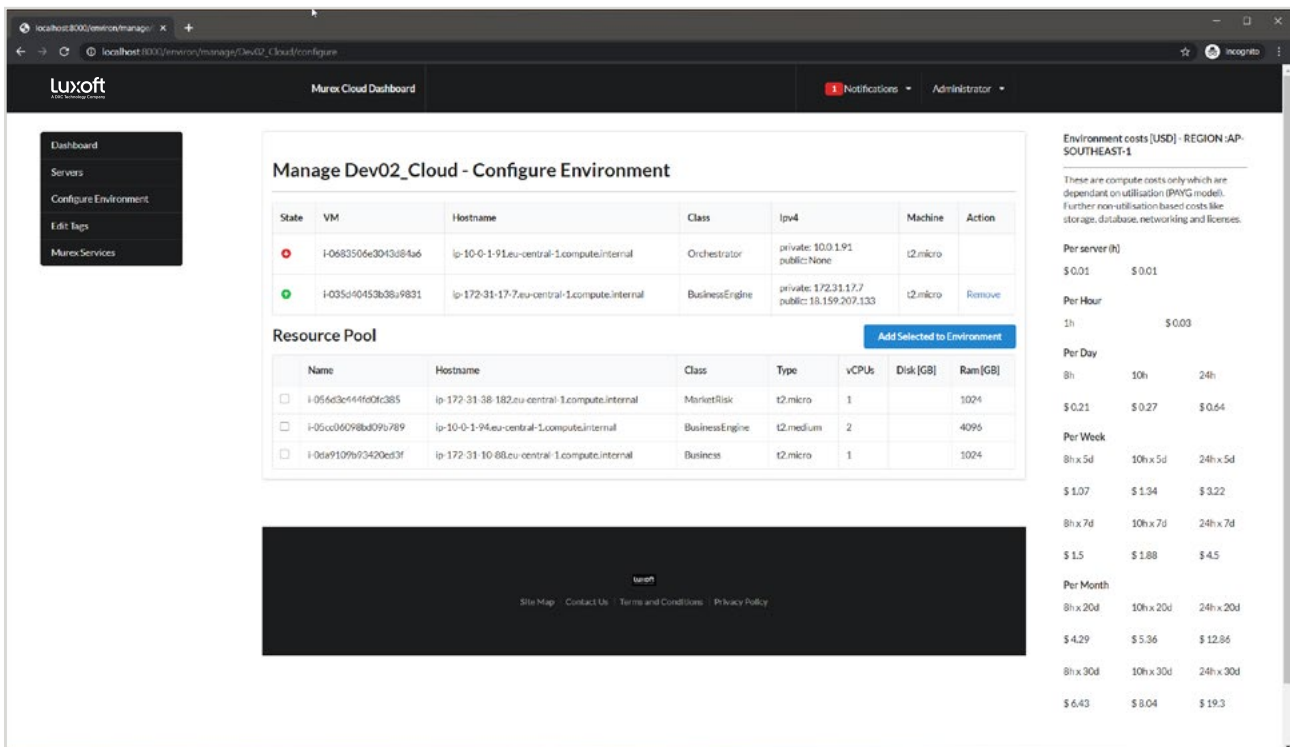 localhost:8000/environ/manage/
localhost:8000/environ/manage/Dev02_Cloud/configure
Incognito
Luxoft
A DXC Technology Company
Murex Cloud Dashboard
1 Notifications
Administrator
Dashboard
Servers
Configure Environment
Edit Tags
Murex Services
Manage Dev02_Cloud - Configure Environment
State VM Hostname Class Ipv4 Machine Action
i-0683506e3043d84a6 ip-10-0-1-91.eu-central-1.compute.internal Orchestrator private: 10.0.1.91 t2.micro
public: None
i-035d40453b38a9831 ip-172-31-17-7.eu-central-1.compute.internal BusinessEngine private: 172.31.17.7 t2.micro Remove
public: 18.159.207.133
Resource Pool
Add Selected to Environment
Name Hostname Class Type vCPUs Disk [GB] Ram [GB]
i-056d3c444fd0fc385 ip-172-31-38-182.eu-central-1.compute.internal MarketRisk t2.micro 1 1024
i-05cc06098bd09b789 ip-10-0-1-94.eu-central-1.compute.internal BusinessEngine t2.medium 2 4096
i-0da9109b93420ed3f ip-172-31-10-88.eu-central-1.compute.internal Business t2.micro 1 1024
Luxoft
Site Map Contact Us Terms and Conditions Privacy Policy
Environment costs [USD] - REGION :AP-
SOUTHEAST-1
These are compute costs only which are
dependant on utilisation (PAYG model).
Further non-utilisation based costs like
storage, database, networking and licenses.
Per server (h)
$ 0.01 $ 0.01
Per Hour
1h $ 0.03
Per Day
8h 10h 24h
$ 0.21 $ 0.27 $ 0.64
Per Week
8h x 5d 10h x 5d 24h x 5d
$ 1.07 $ 1.34 $ 3.22
8h x 7d 10h x 7d 24h x 7d
$ 1.5 $ 1.88 $ 4.5
Per Month
8h x 20d 10h x 20d 24h x 20d
$ 4.29 $ 5.36 $ 12.86
8h x 30d 10h x 30d 24h x 30d
$ 6.43 $ 8.04 $ 19.3